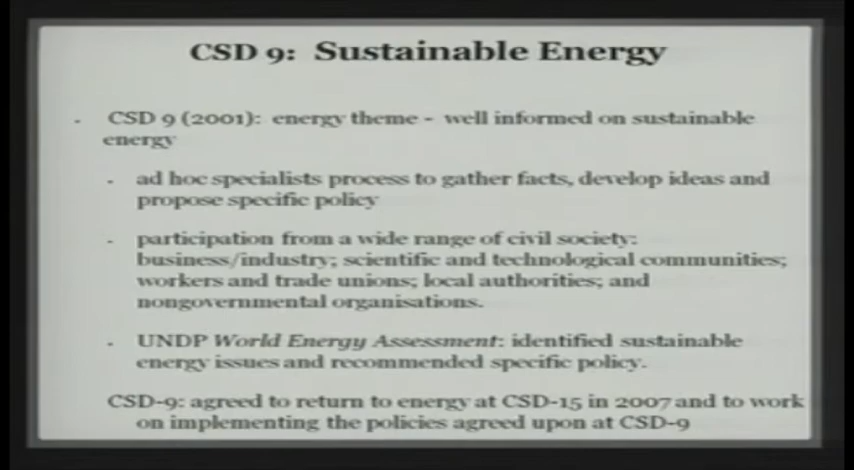 CSD 9: Sustainable Energy
- CSD 9 (2001): energy theme - well informed on sustainable
energy
- ad hoc specialists process to gather facts, develop ideas and
propose specific policy
- participation from a wide range of civil society:
business/industry; scientific and technological communities;
workers and trade unions; local authorities; and
nongovernmental organisations.
- UNDP World Energy Assessment: identified sustainable
energy issues and recommended specific policy.
CSD-9: agreed to return to energy at CSD-15 in 2007 and to work
on implementing the policies agreed upon at CSD-9